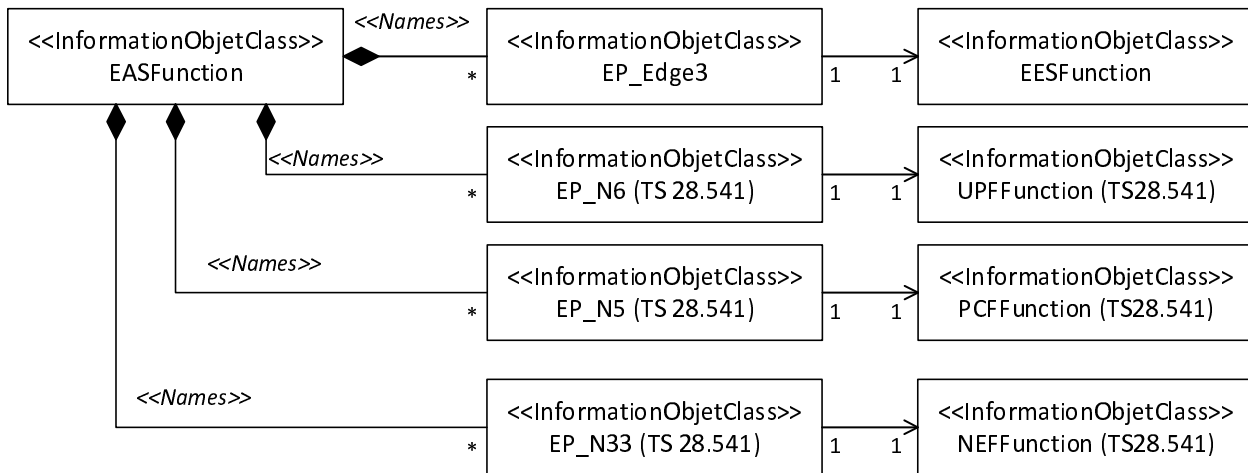 <<InformationObjetClass>>
EASFunction
<<Names>>
*
<<InformationObjetClass>>
EP_Edge3
1
1
<<InformationObjetClass>>
EESFunction
<<Names>>
*
<<InformationObjetClass>>
EP_N6 (TS 28.541)
1
1
<<InformationObjetClass>>
UPFFunction (TS28.541)
<<Names>>
*
<<InformationObjetClass>>
EP_N5 (TS 28.541)
1
1
<<InformationObjetClass>>
PCFFunction (TS28.541)
<<Names>>
*
<<InformationObjetClass>>
EP_N33 (TS 28.541)
1
1
<<InformationObjetClass>>
NEFFunction (TS28.541)